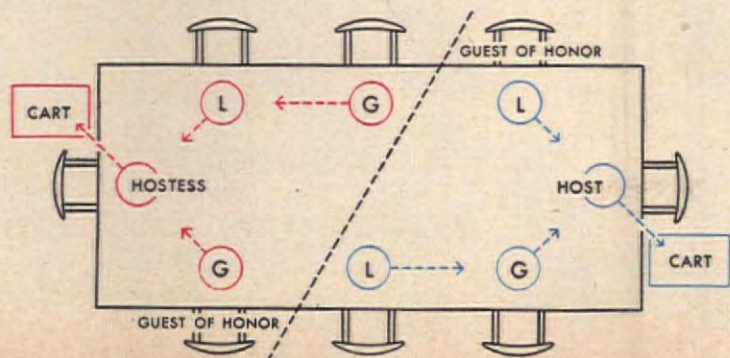 GUEST OF HONOR
CART
L
G
L
HOSTESS
HOST
G
L
G
CART
GUEST OF HONOR